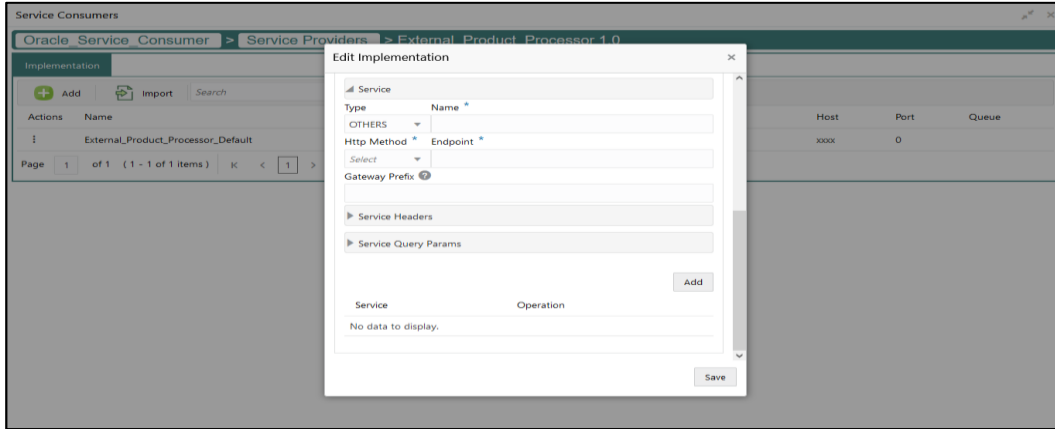 Service Consumers
Oracle_Service_Consumer > Service Providers > External_Product_Processor 1.0
Implementation
Add Import Search
Actions Name Host Port Queue
External_Product_Processor_Default xxxx 0
Page 1 of 1 (1 - 1 of 1 items) K < 1 >
Edit Implementation
Service
Type Name *
OTHERS
Http Method * Endpoint *
Select
Gateway Prefix ?
Service Headers
Service Query Params
Add
Service Operation
No data to display.
Save